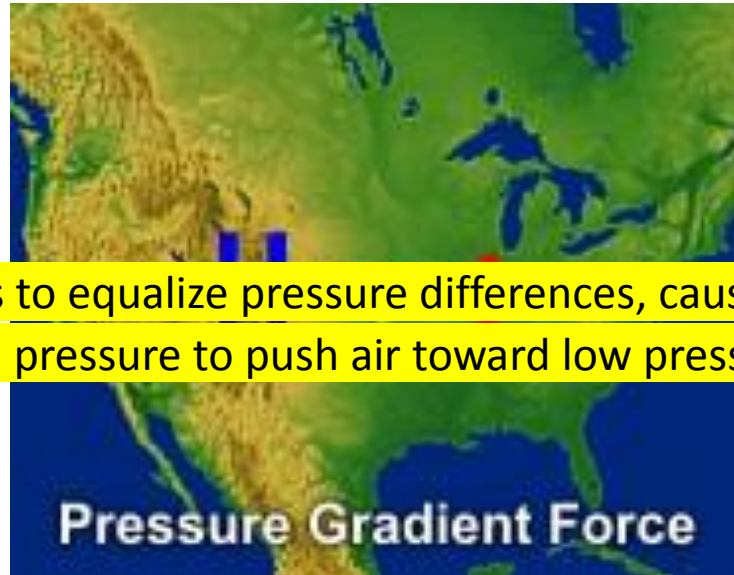 s to equalize pressure differences, caus
pressure to push air toward low press
Pressure Gradient Force